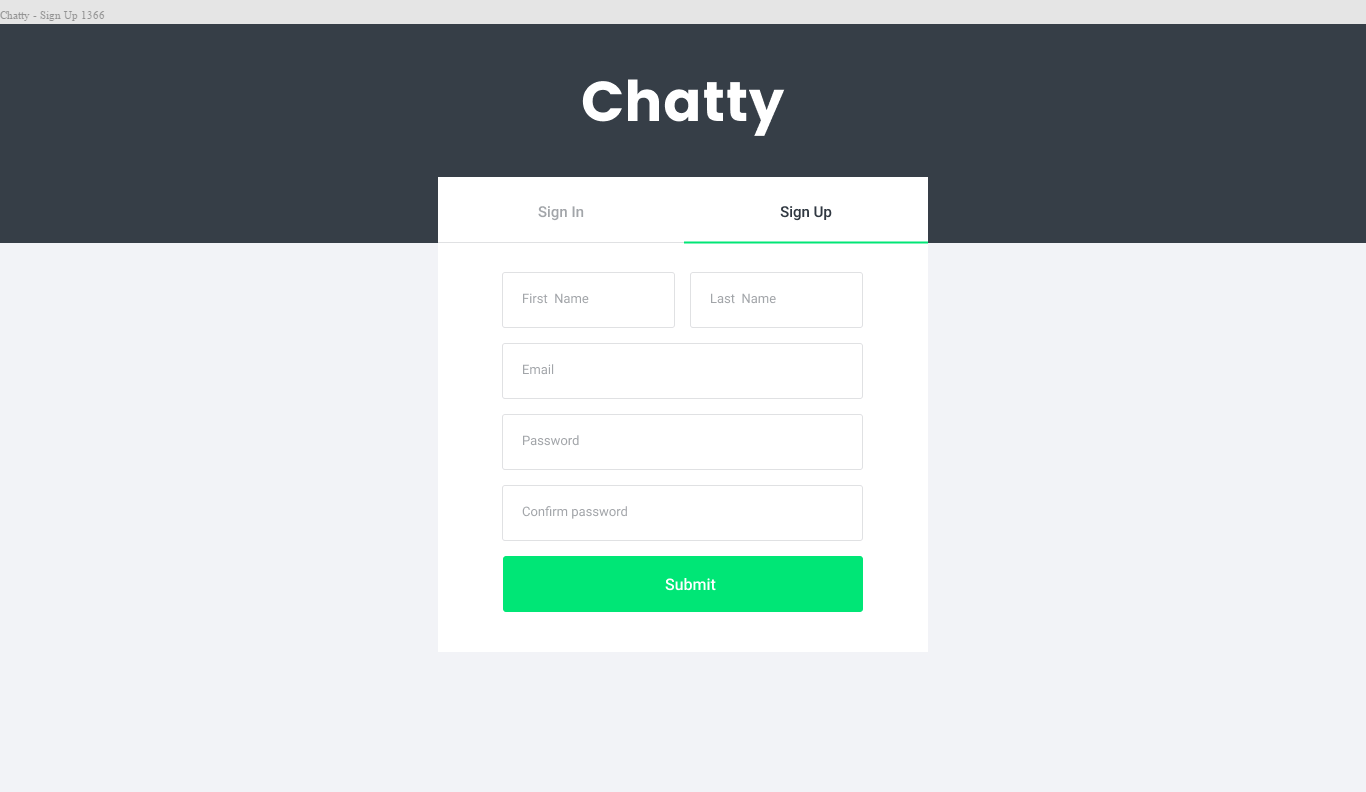 Chatty - Sign Up 1366
Chatty
Sign In
Sign Up
First  Name
Last  Name
Email
Password
Confirm password
Submit